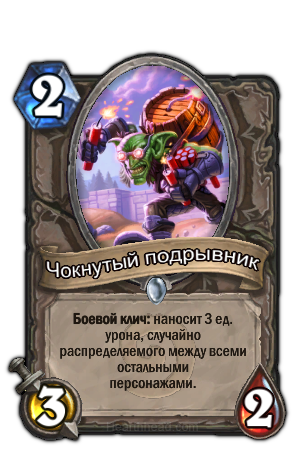 2
Чокнутый подрывник
Боевой клич: наносит 3 ед.
урона, случайно
распределяемого между всеми
остальными
персонажами.
3
2